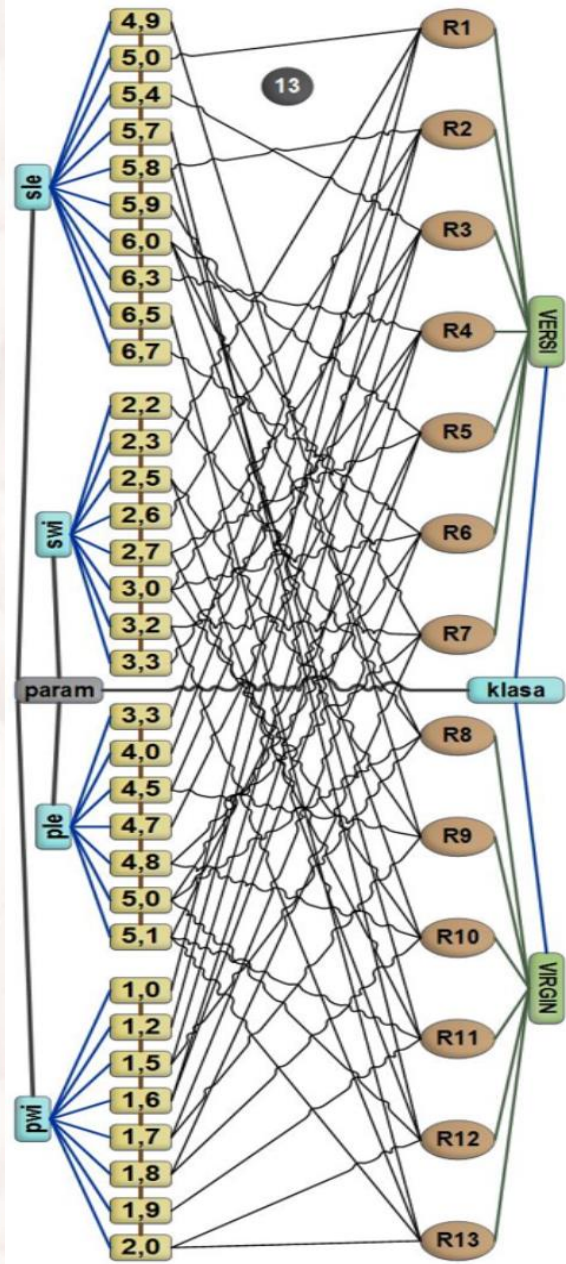 4,9
5,0
5,4
5,7
5,8
5,9
6,0
6,3
6,5
6,7
sle
2,2
2,3
2,5
2,6
2,7
3,0
3,2
3,3
swi
param
3,3
4,0
4,5
4,7
4,8
5,0
5,1
ple
1,0
1,2
1,5
1,6
1,7
1,8
1,9
2,0
pwi
13
R1
R2
R3
R4
R5
R6
R7
VERSI
klasa
R8
R9
R10
R11
R12
R13
VIRGIN